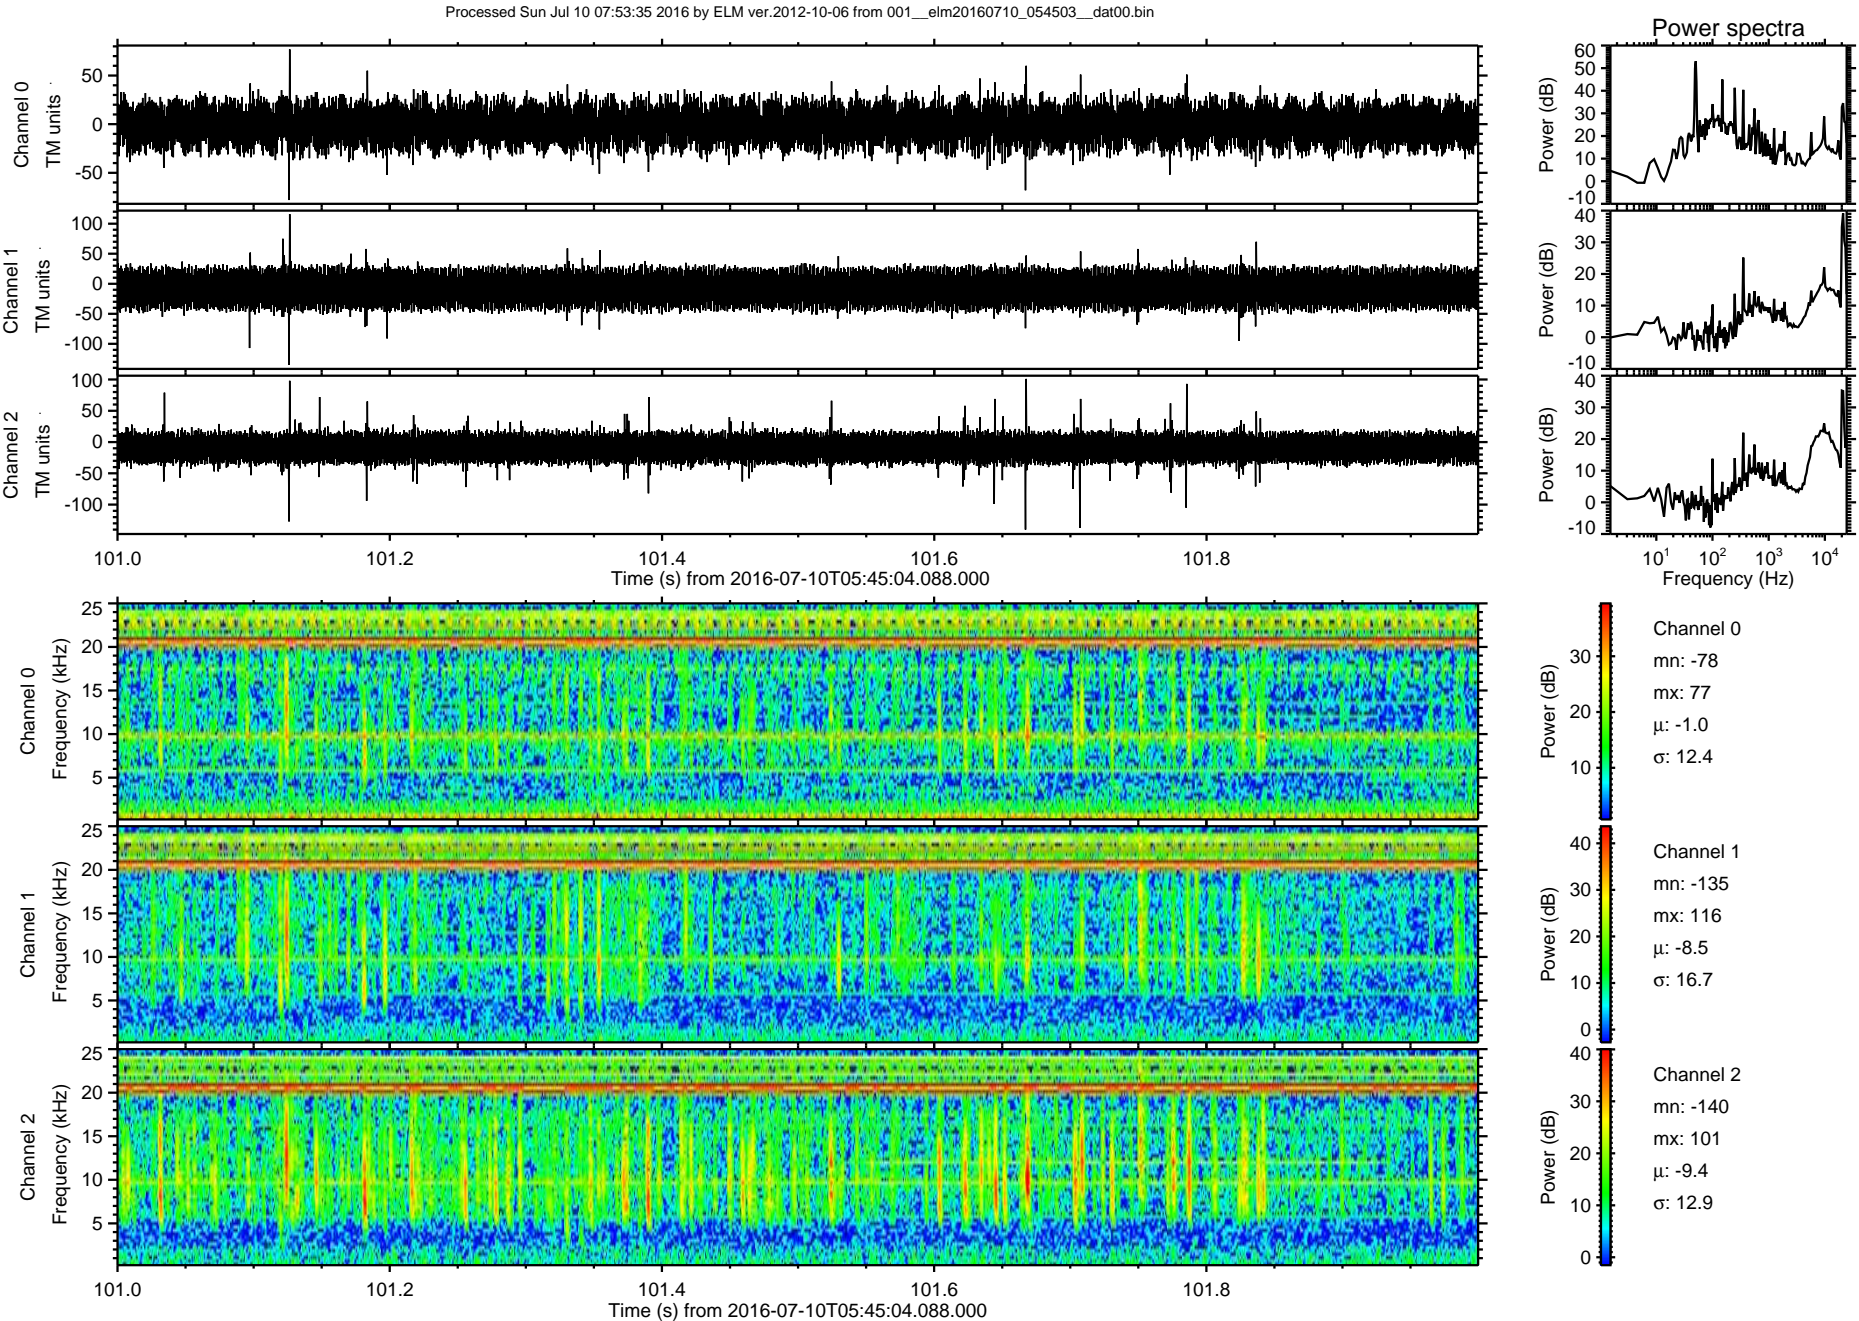 Processed Sun Jul 10 07:53:35 2016 by ELM ver.2012-10-06 from 001__elm20160710_054503__dat00.bin
Power spectra
Channel 0
TM units
50
0
-50
Power (dB)
60
50
40
30
20
10
0
-10
Channel 1
TM units
100
50
0
-50
-100
Power (dB)
40
30
20
10
0
-10
Channel 2
TM units
100
50
0
-50
-100
Power (dB)
40
30
20
10
0
-10
101.0 101.2 101.4 101.6 101.8
Time (s) from 2016-07-10T05:45:04.088.000
10¹ 10² 10³ 10⁴
Frequency (Hz)
Channel 0
Frequency (kHz)
25
20
15
10
5
Power (dB)
30
20
10
Channel 0
mn: -78
mx: 77
μ: -1.0
σ: 12.4
Channel 1
Frequency (kHz)
25
20
15
10
5
Power (dB)
40
30
20
10
0
Channel 1
mn: -135
mx: 116
μ: -8.5
σ: 16.7
Channel 2
Frequency (kHz)
25
20
15
10
5
Power (dB)
40
30
20
10
0
Channel 2
mn: -140
mx: 101
μ: -9.4
σ: 12.9
101.0 101.2 101.4 101.6 101.8
Time (s) from 2016-07-10T05:45:04.088.000